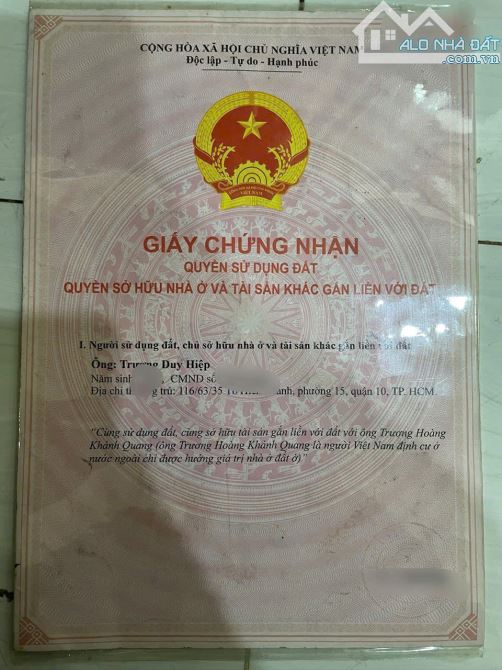 ALO NHÀ ĐẤT
.com.vn
CỘNG HÒA XÃ HỘI CHỦ NGHĨA VIỆT NAM
Độc lập - Tự do - Hạnh phúc
VIỆT NAM
GIẤY CHỨNG NHẬN
QUYỀN SỬ DỤNG ĐẤT
QUYỀN SỞ HỮU NHÀ Ở VÀ TÀI SẢN KHÁC GẮN LIỀN VỚI ĐẤT
I. Người sử dụng đất, chủ sở hữu nhà ở và tài sản khác gắn liền với đất
Ông: Trương Duy Hiệp
Năm sinh , CMND số
Địa chỉ trú: 116/63/35 phường 15, quận 10, TP. HCM.
"Cùng sử dụng đất, cùng sở hữu tài sản gắn liền với đất với ông Trương Hoàng
Khánh Quang (ông Trương Hoàng Khánh Quang là người Việt Nam định cư ở
nước ngoài chỉ được hưởng giá trị nhà ở đất ở)"